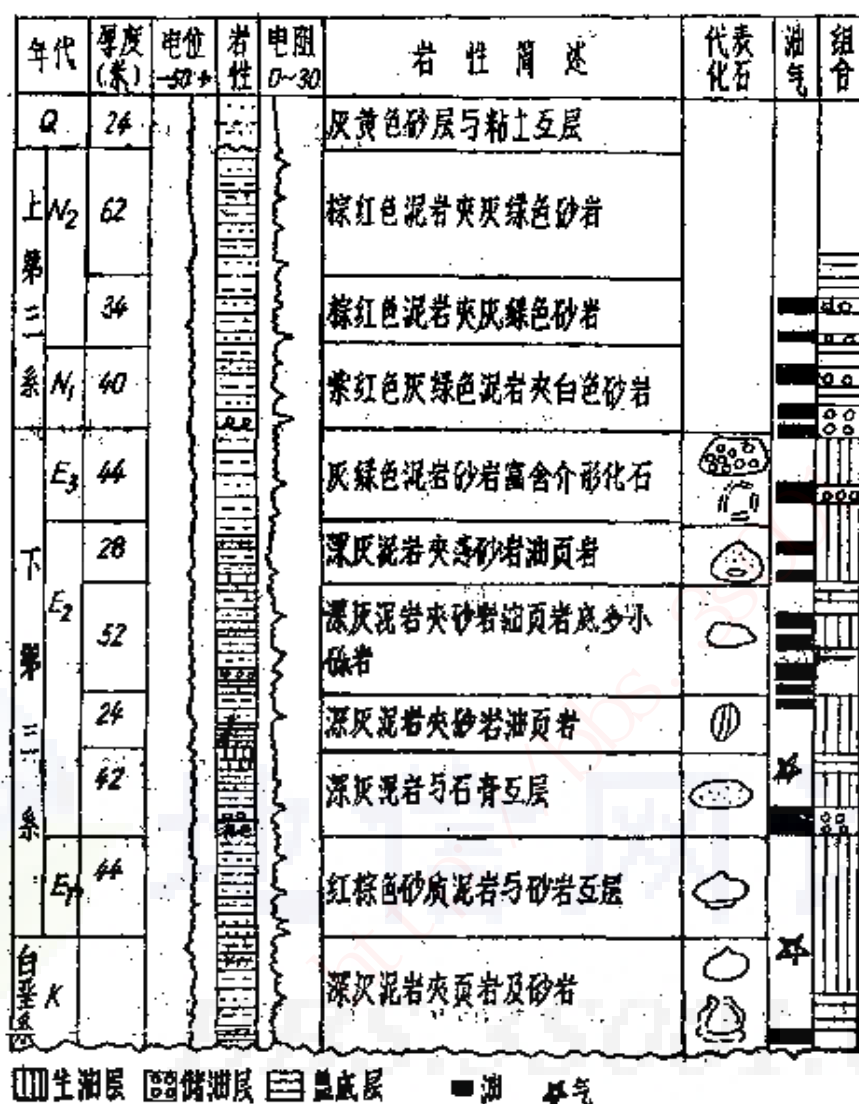 年代 厚度(米) 电位 -50+ 岩性 电阻 0~30 岩性简述 代表化石 油气 组合
Q 24 灰黄色砂层与粘土互层
上第三系 N₂ 62 棕红色泥岩夹灰绿色砂岩
34 棕红色泥岩夹灰绿色砂岩
N₁ 40 紫红色灰绿色泥岩夹白色砂岩
下第三系 E₃ 44 灰绿色泥岩砂岩富含介形化石
E₂ 28 深灰泥岩夹砂岩油页岩
52 深灰泥岩夹砂岩油页岩底多小
砾岩
24 深灰泥岩夹砂岩油页岩
42 深灰泥岩与石膏互层
E₁ 44 红棕色砂质泥岩与砂岩互层
白垩系 K 深灰泥岩夹页岩及砂岩
生油层 储油层 盖底层 油 气